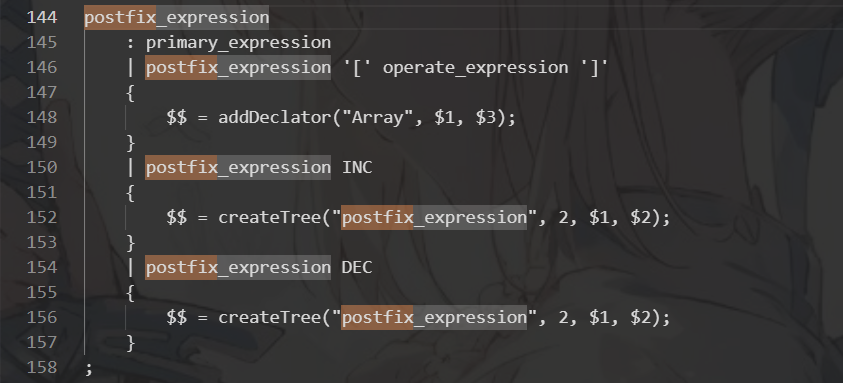 144 postfix_expression
145     : primary_expression
146     | postfix_expression '[' operate_expression ']'
147     {
148         $$ = addDeclator("Array", $1, $3);
149     }
150     | postfix_expression INC
151     {
152         $$ = createTree("postfix_expression", 2, $1, $2);
153     }
154     | postfix_expression DEC
155     {
156         $$ = createTree("postfix_expression", 2, $1, $2);
157     }
158 ;